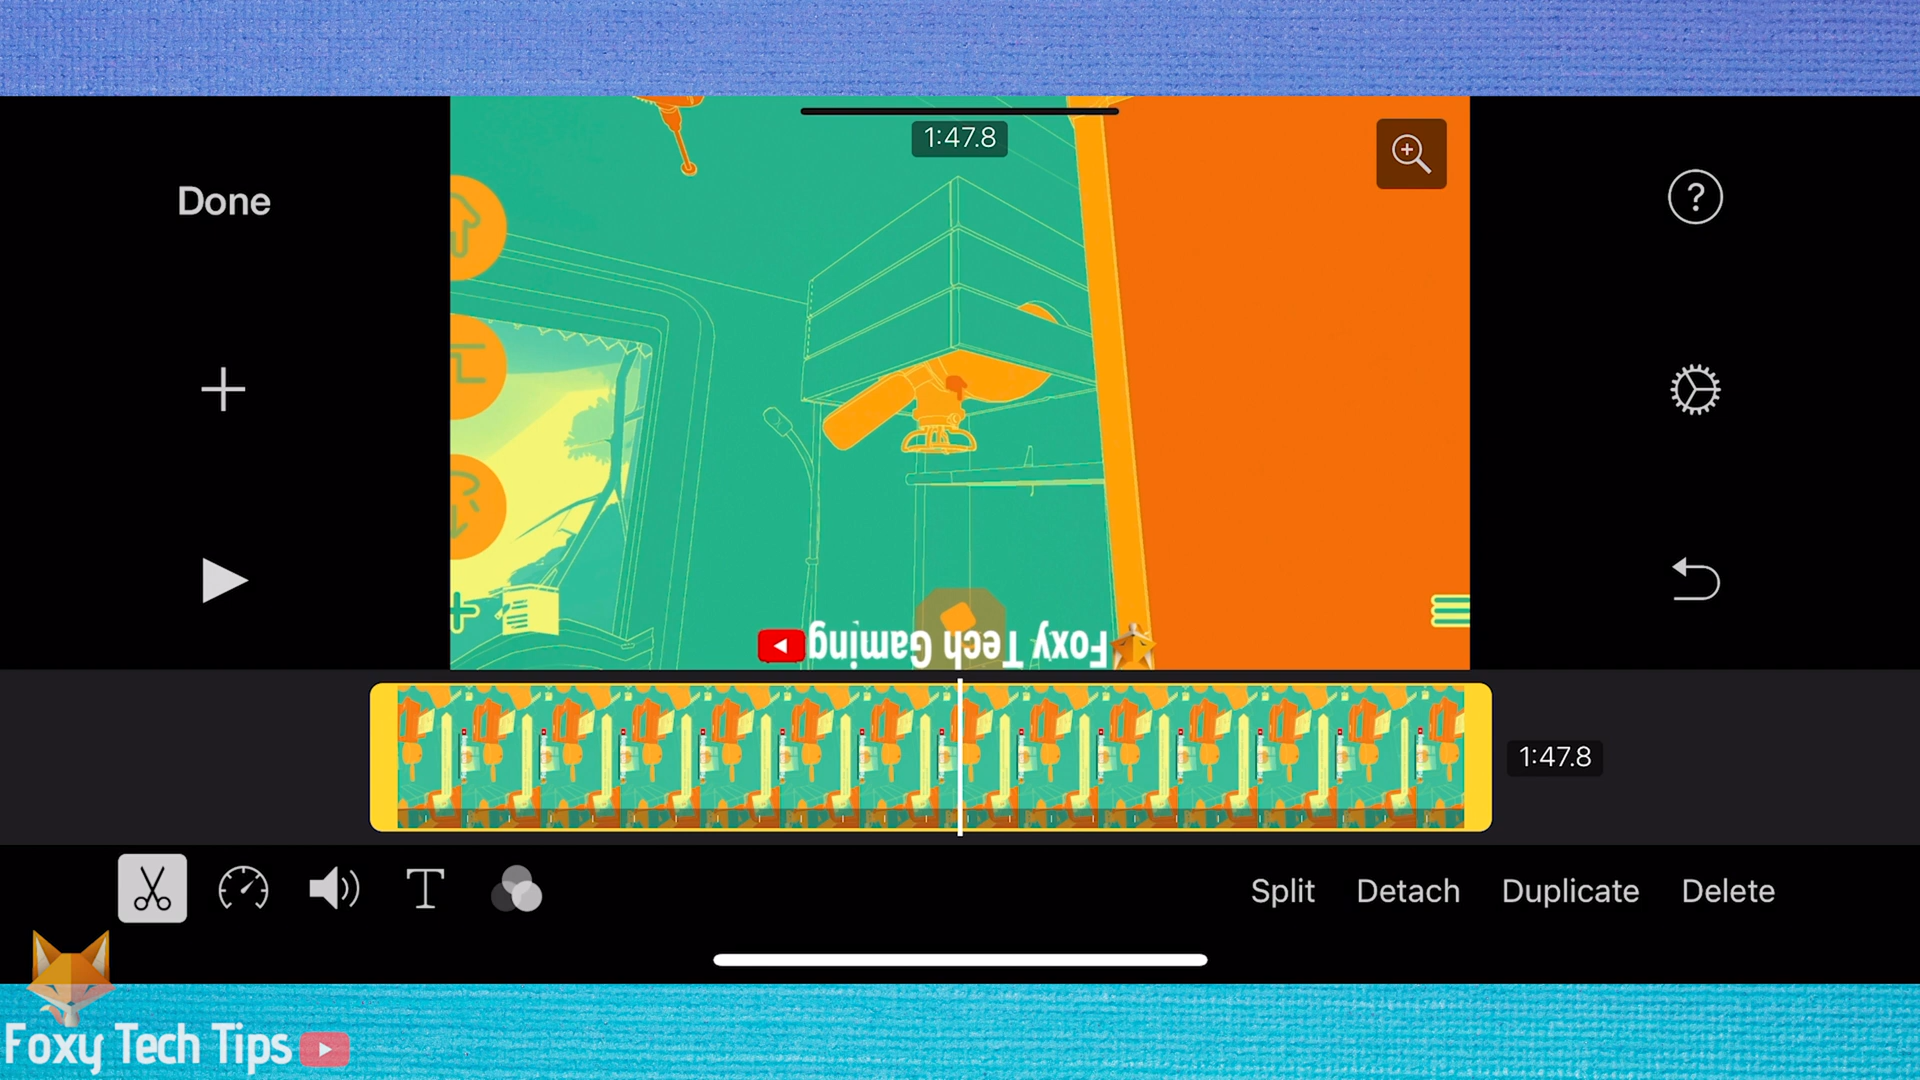 1:47.8
Done
?
Foxy Tech Gaming
1:47.8
T
Split Detach Duplicate Delete
Foxy Tech Tips